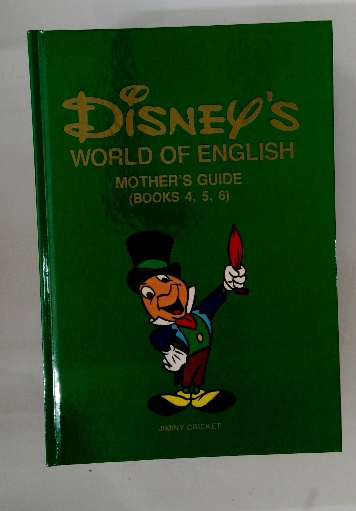 DISNEY'S
WORLD OF ENGLISH
MOTHER'S GUIDE
(BOOKS 4, 5, 6)
JIMINY CRICKET